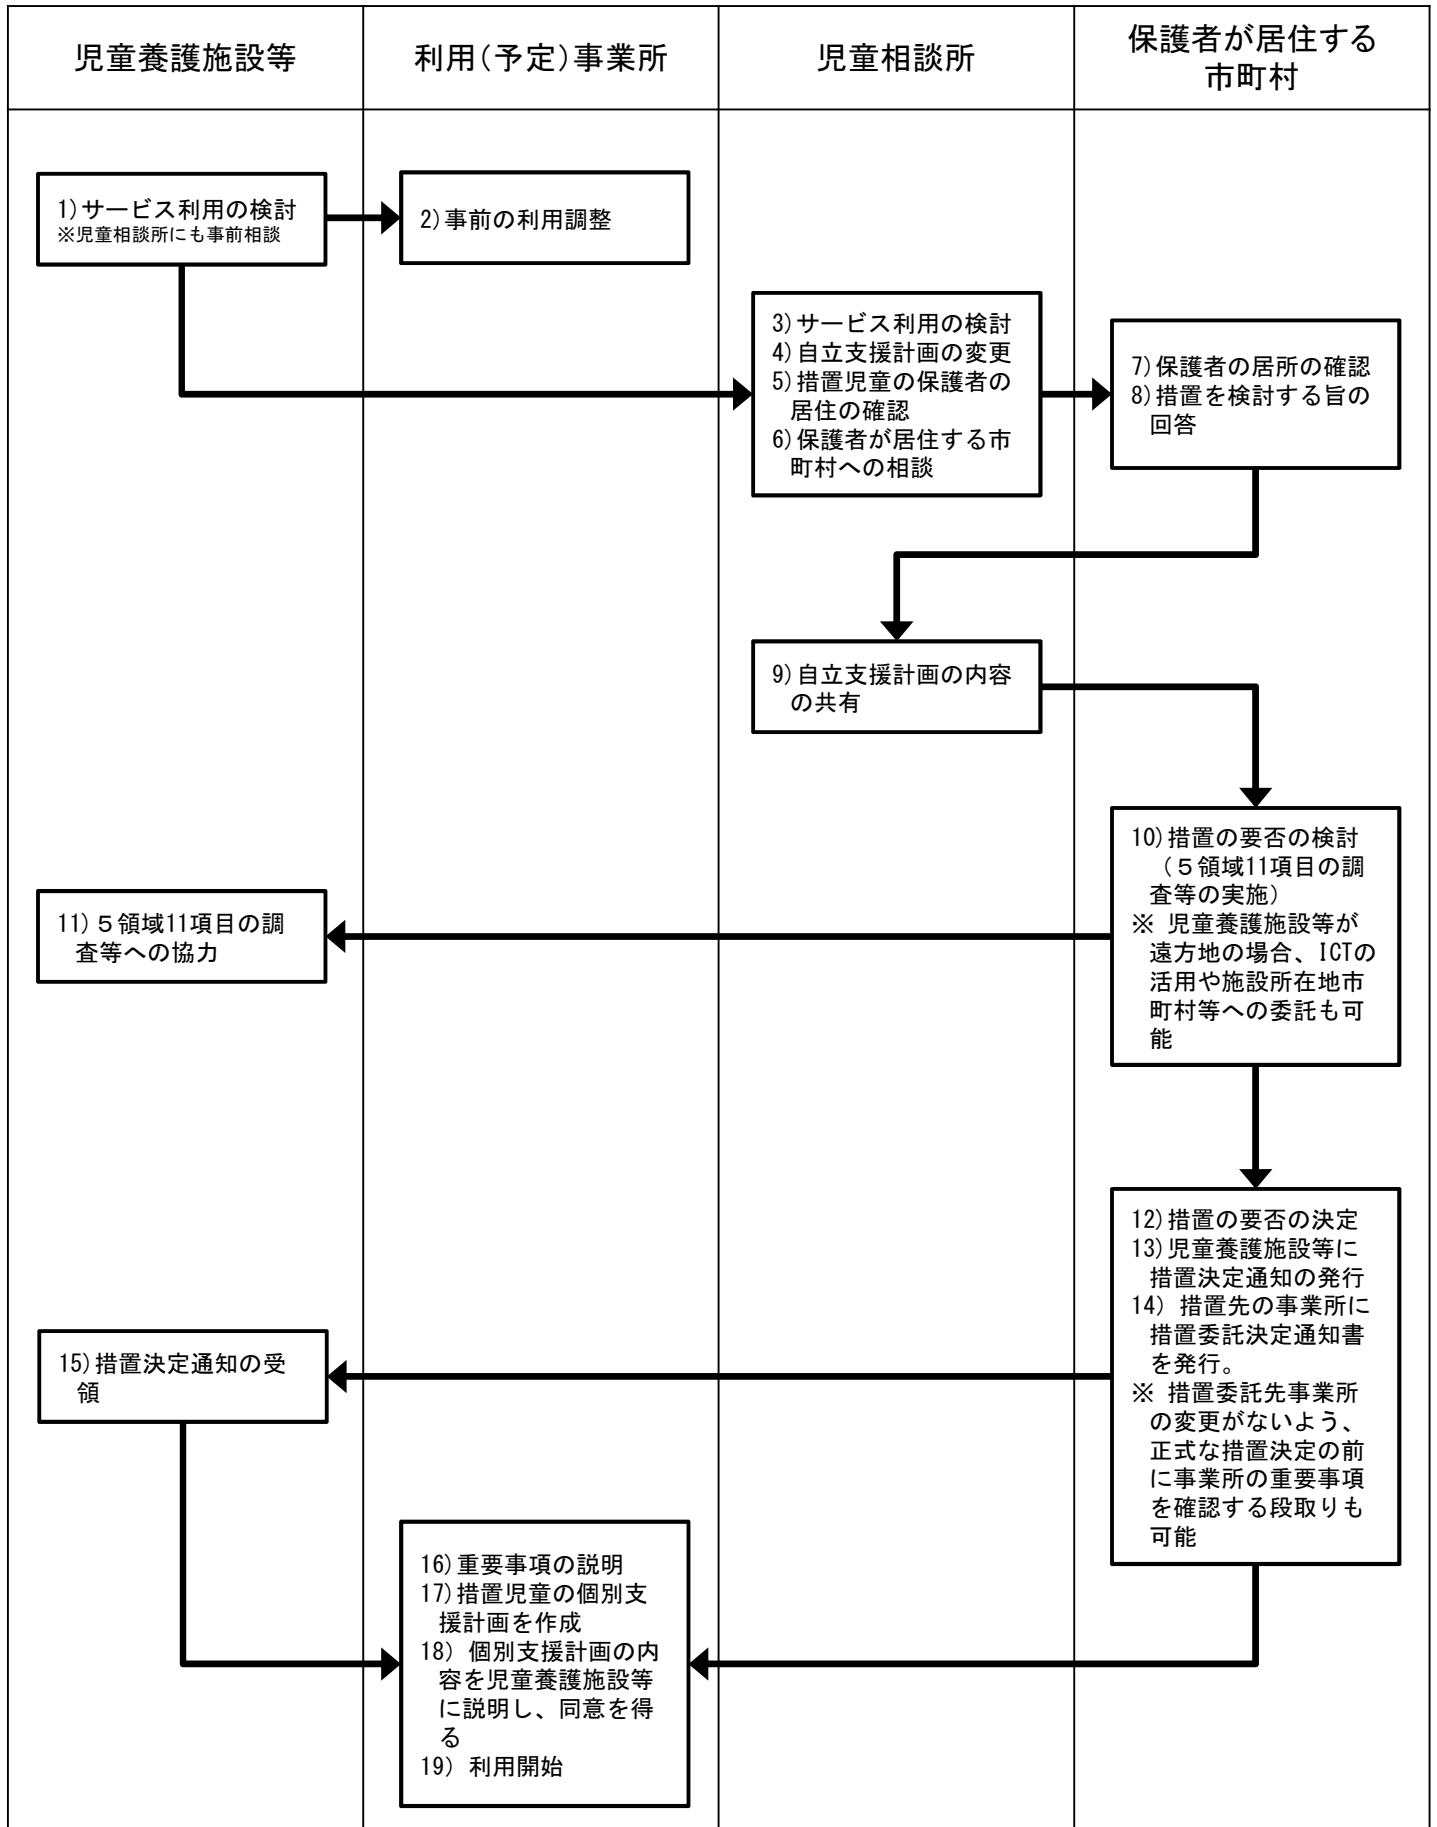 児童養護施設等
利用(予定)事業所
児童相談所
保護者が居住する
市町村
1)サービス利用の検討
※児童相談所にも事前相談
2)事前の利用調整
3)サービス利用の検討
4)自立支援計画の変更
5)措置児童の保護者の
居住の確認
6)保護者が居住する市
町村への相談
7)保護者の居所の確認
8)措置を検討する旨の
回答
9)自立支援計画の内容
の共有
10)措置の要否の検討
(５領域11項目の調
査等の実施)
※ 児童養護施設等が
遠方地の場合、ICTの
活用や施設所在地市
町村等への委託も可
能
11)５領域11項目の調
査等への協力
12)措置の要否の決定
13)児童養護施設等に
措置決定通知の発行
14) 措置先の事業所に
措置委託決定通知書
を発行。
※ 措置委託先事業所
の変更がないよう、
正式な措置決定の前
に事業所の重要事項
を確認する段取りも
可能
15)措置決定通知の受
領
16)重要事項の説明
17)措置児童の個別支
援計画を作成
18) 個別支援計画の内
容を児童養護施設等
に説明し、同意を得
る
19) 利用開始